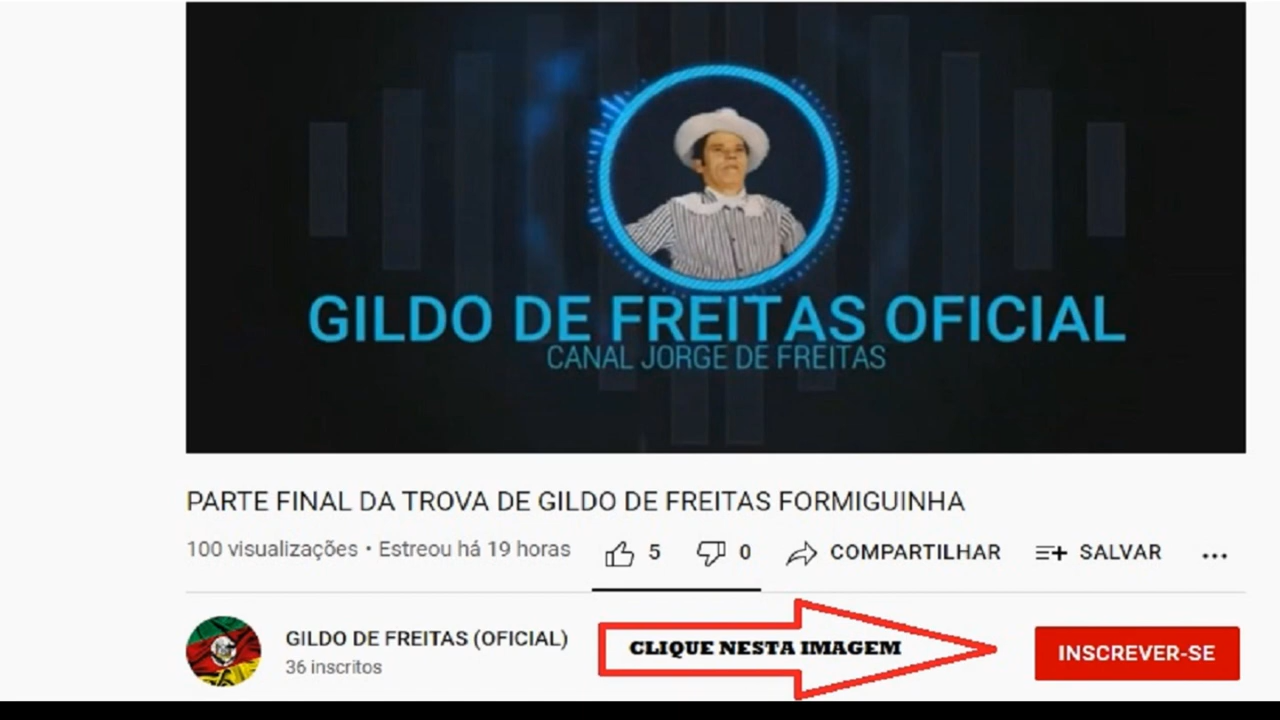 GILDO DE FREITAS OFICIAL
CANAL JORGE DE FREITAS
PARTE FINAL DA TROVA DE GILDO DE FREITAS FORMIGUINHA
100 visualizações • Estreou há 19 horas 5 0 COMPARTILHAR SALVAR ...
GILDO DE FREITAS (OFICIAL)
36 inscritos
CLIQUE NESTA IMAGEM
INSCREVER-SE